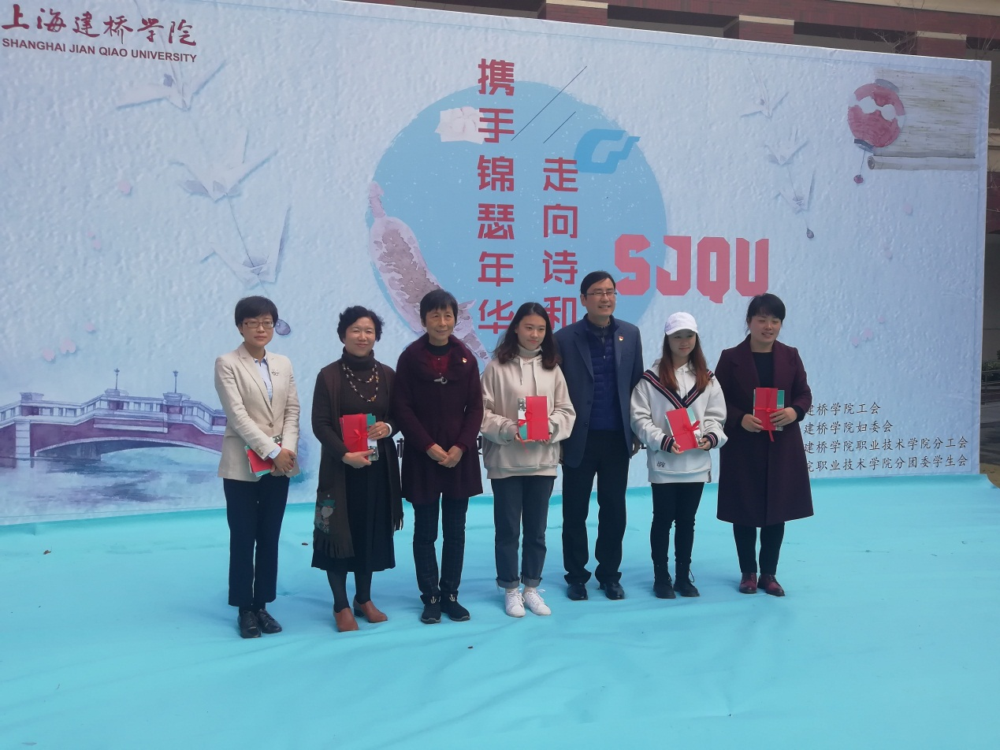 上海建桥学院
SHANGHAI JIAN QIAO UNIVERSITY
携手锦瑟年华
走向诗和
SJQU
建桥学院工会
建桥学院妇委会
建桥学院职业技术学院分工会
院职业技术学院分团委学生会